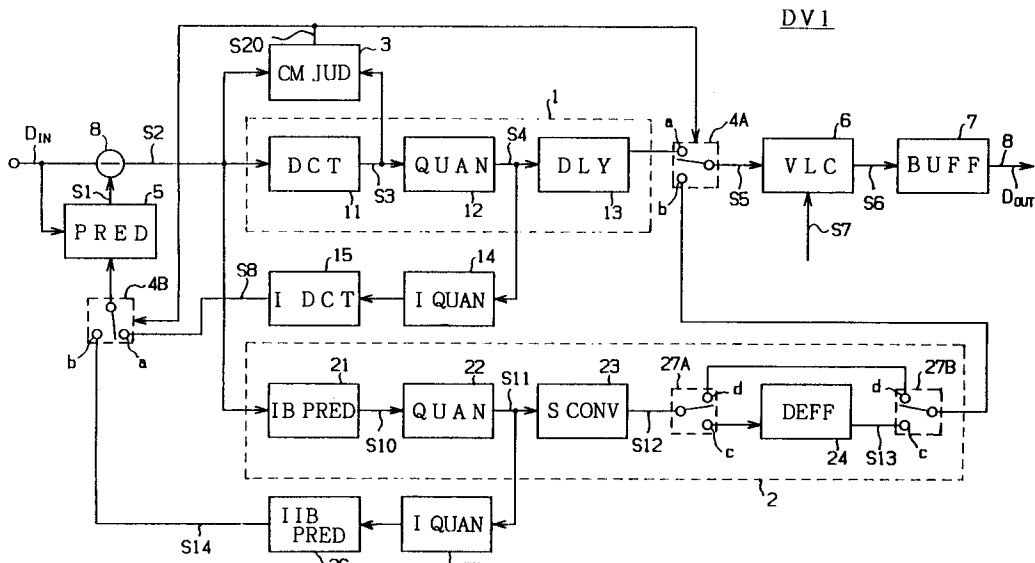 DV1
S20
3
CM JUD
1
DIN
8
S2
S4
a
4A
6
7
8
DCT
S3
QUAN
DLY
S5
VLC
S6
BUFF
DOUT
S1
5
11
12
13
b
PRED
S7
15
14
4B
S8
I DCT
I QUAN
b
a
21
22
S11
23
27A
27B
d
d
IB PRED
QUAN
S CONV
DEFF
S10
S12
c
24
S13
c
2
IIB
PRED
I QUAN
S14